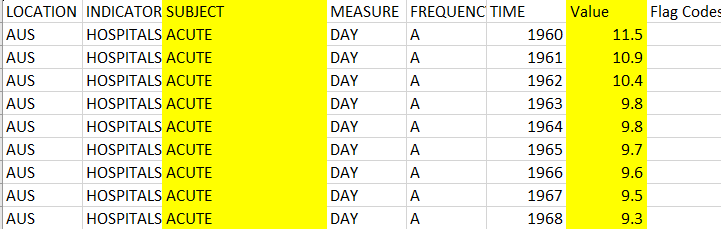 LOCATION INDICATOR SUBJECT MEASURE FREQUENC TIME Value Flag Codes
AUS HOSPITALS ACUTE DAY A 1960 11.5
AUS HOSPITALS ACUTE DAY A 1961 10.9
AUS HOSPITALS ACUTE DAY A 1962 10.4
AUS HOSPITALS ACUTE DAY A 1963 9.8
AUS HOSPITALS ACUTE DAY A 1964 9.8
AUS HOSPITALS ACUTE DAY A 1965 9.7
AUS HOSPITALS ACUTE DAY A 1966 9.6
AUS HOSPITALS ACUTE DAY A 1967 9.5
AUS HOSPITALS ACUTE DAY A 1968 9.3